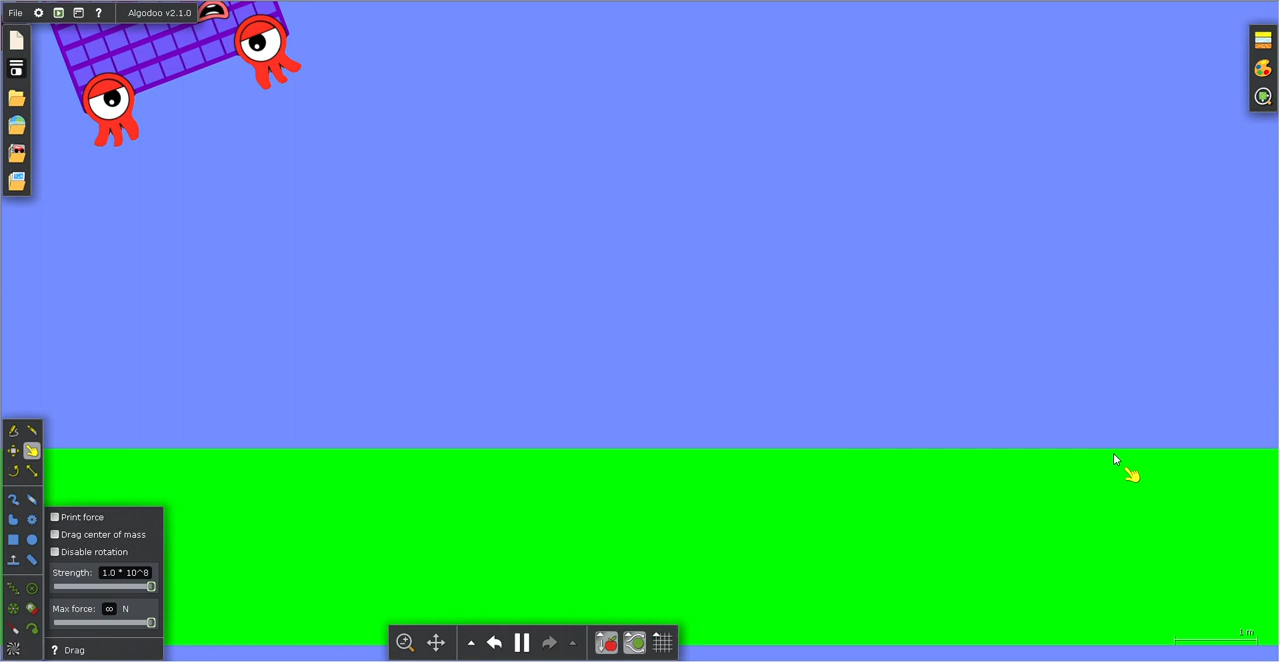 File ? Algodoo v2.1.0
Print force
Drag center of mass
Disable rotation
Strength: 1.0 * 10^8
Max force: ∞ N
? Drag
1 m